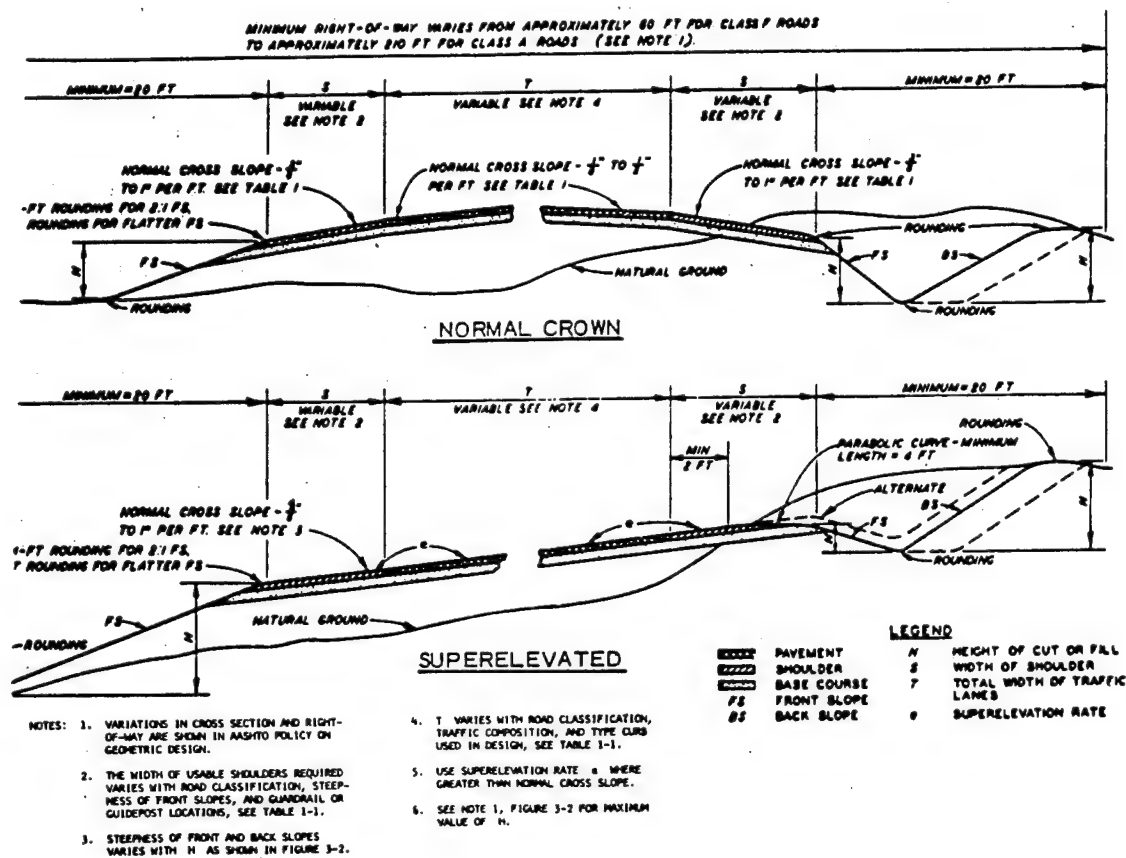 MINIMUM RIGHT-OF-WAY VARIES FROM APPROXIMATELY 60 FT FOR CLASS F ROADS
TO APPROXIMATELY 210 FT FOR CLASS A ROADS (SEE NOTE 1).
MINIMUM = 20 FT
S
VARIABLE
SEE NOTE 2
T
VARIABLE SEE NOTE 4
S
VARIABLE
SEE NOTE 2
MINIMUM = 20 FT
NORMAL CROSS SLOPE -
TO 1" PER FT. SEE TABLE 1
NORMAL CROSS SLOPE - TO
PER FT SEE TABLE 1
NORMAL CROSS SLOPE -
TO 1" PER FT. SEE TABLE 1
-FT ROUNDING FOR 2:1 FS,
ROUNDING FOR FLATTER FS
H
FS
ROUNDING
NATURAL GROUND
ROUNDING
H
FS
BS
H
ROUNDING
NORMAL CROWN
MINIMUM = 20 FT
S
VARIABLE
SEE NOTE 2
T
VARIABLE SEE NOTE 4
S
VARIABLE
SEE NOTE 2
MINIMUM = 20 FT
MIN
2 FT
ROUNDING
PARABOLIC CURVE - MINIMUM
LENGTH = 4 FT
ALTERNATE
FS
BS
H
H
ROUNDING
NORMAL CROSS SLOPE -
TO 1" PER FT. SEE NOTE 3
e
e
-FT ROUNDING FOR 2:1 FS,
ROUNDING FOR FLATTER FS
FS
H
-ROUNDING
NATURAL GROUND
SUPERELEVATED
LEGEND
PAVEMENT
SHOULDER
BASE COURSE
FS FRONT SLOPE
BS BACK SLOPE
H HEIGHT OF CUT OR FILL
S WIDTH OF SHOULDER
T TOTAL WIDTH OF TRAFFIC
LANES
e SUPERELEVATION RATE
NOTES: 1. VARIATIONS IN CROSS SECTION AND RIGHT-
OF-WAY ARE SHOWN IN AASHTO POLICY ON
GEOMETRIC DESIGN.
2. THE WIDTH OF USABLE SHOULDERS REQUIRED
VARIES WITH ROAD CLASSIFICATION, STEEP-
NESS OF FRONT SLOPES, AND GUARDRAIL OR
GUIDEPOST LOCATIONS, SEE TABLE 1-1.
3. STEEPNESS OF FRONT AND BACK SLOPES
VARIES WITH H AS SHOWN IN FIGURE 3-2.
4. T VARIES WITH ROAD CLASSIFICATION,
TRAFFIC COMPOSITION, AND TYPE CURB
USED IN DESIGN, SEE TABLE 1-1.
5. USE SUPERELEVATION RATE e WHERE
GREATER THAN NORMAL CROSS SLOPE.
6. SEE NOTE 1, FIGURE 3-2 FOR MAXIMUM
VALUE OF H.